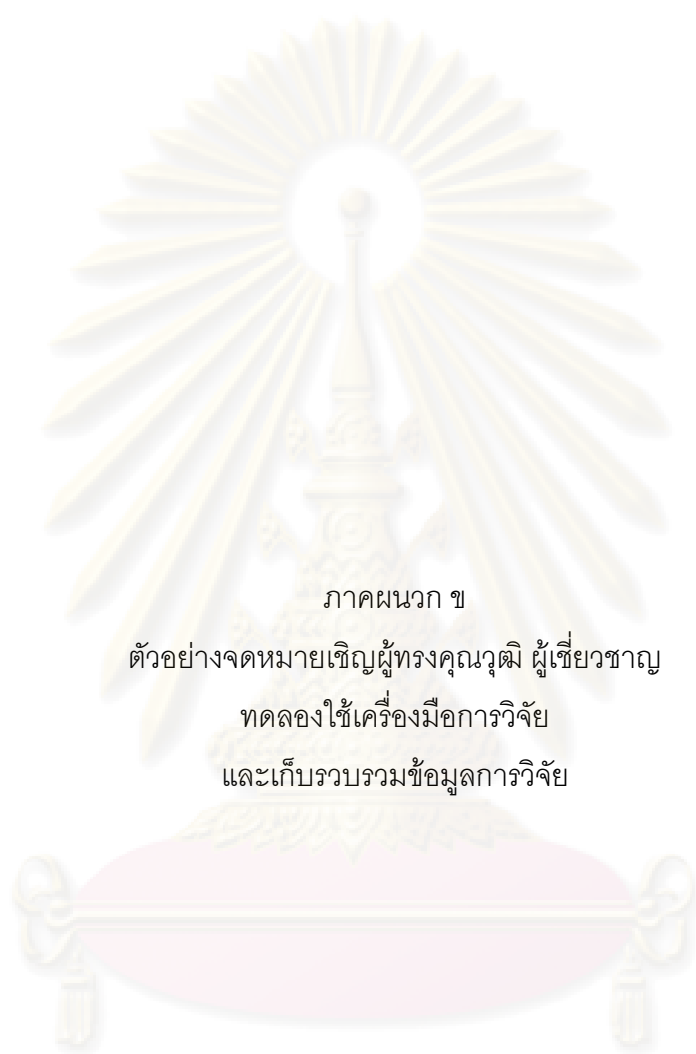 ภาคผนวก ข
ตัวอย่างจดหมายเชิญผู้ทรงคุณวุฒิ ผู้เชี่ยวชาญ
ทดลองใช้เครื่องมือการวิจัย
และเก็บรวบรวมข้อมูลการวิจัย